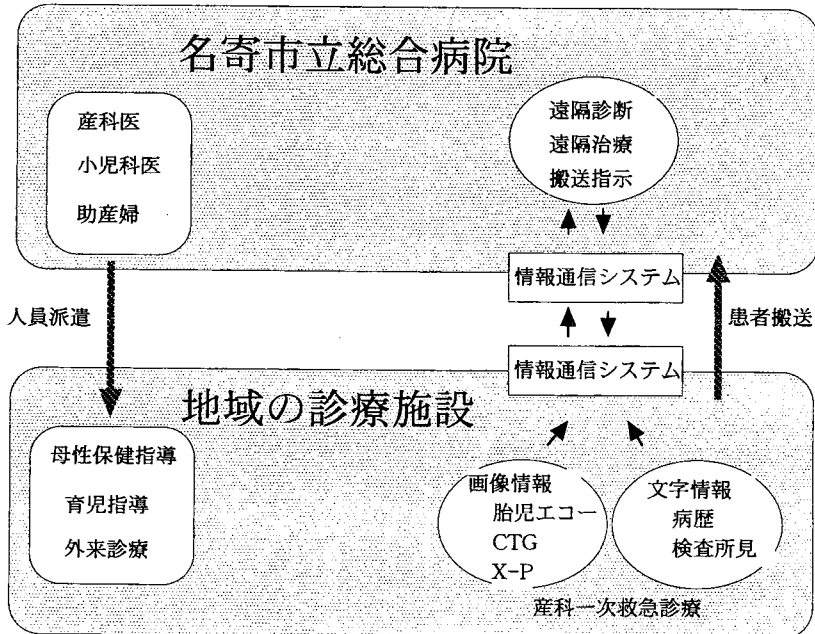 名寄市立総合病院
産科医
小児科医
助産婦
遠隔診断
遠隔治療
搬送指示
情報通信システム
人員派遣
患者搬送
情報通信システム
地域の診療施設
母性保健指導
育児指導
外来診療
画像情報
胎児エコー
CTG
X-P
文字情報
病歴
検査所見
産科一次救急診療